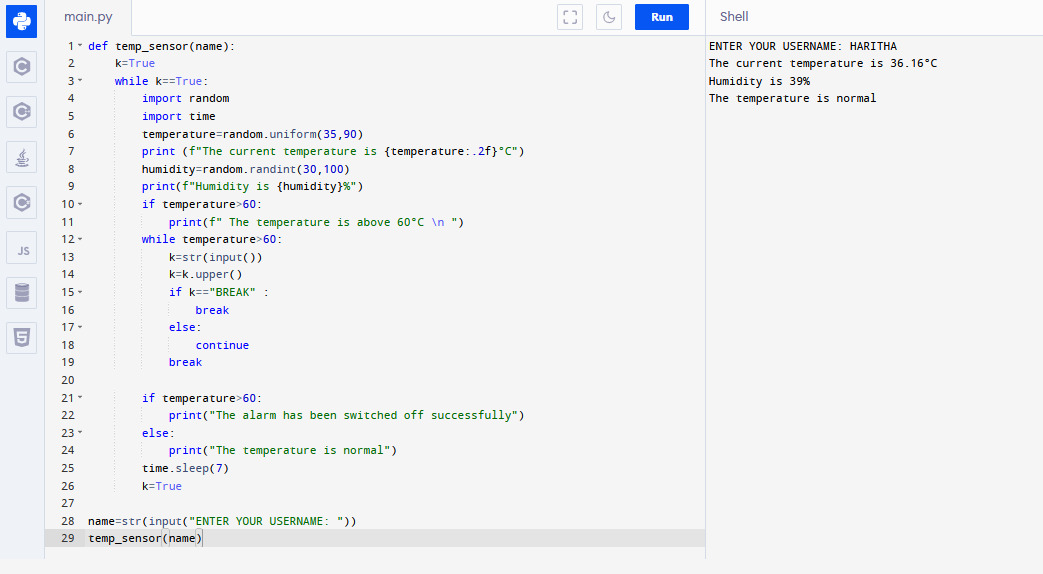 main.py
Run
Shell
1 def temp_sensor(name):
2 k=True
3 while k==True:
4 import random
5 import time
6 temperature=random.uniform(35,90)
7 print (f"The current temperature is {temperature:.2f}°C")
8 humidity=random.randint(30,100)
9 print(f"Humidity is {humidity}%")
10 if temperature>60:
11 print(f" The temperature is above 60°C \n ")
12 while temperature>60:
13 k=str(input())
14 k=k.upper()
15 if k=="BREAK" :
16 break
17 else:
18 continue
19 break
20
21 if temperature>60:
22 print("The alarm has been switched off successfully")
23 else:
24 print("The temperature is normal")
25 time.sleep(7)
26 k=True
27
28 name=str(input("ENTER YOUR USERNAME: "))
29 temp_sensor(name)
ENTER YOUR USERNAME: HARITHA
The current temperature is 36.16°C
Humidity is 39%
The temperature is normal
JS